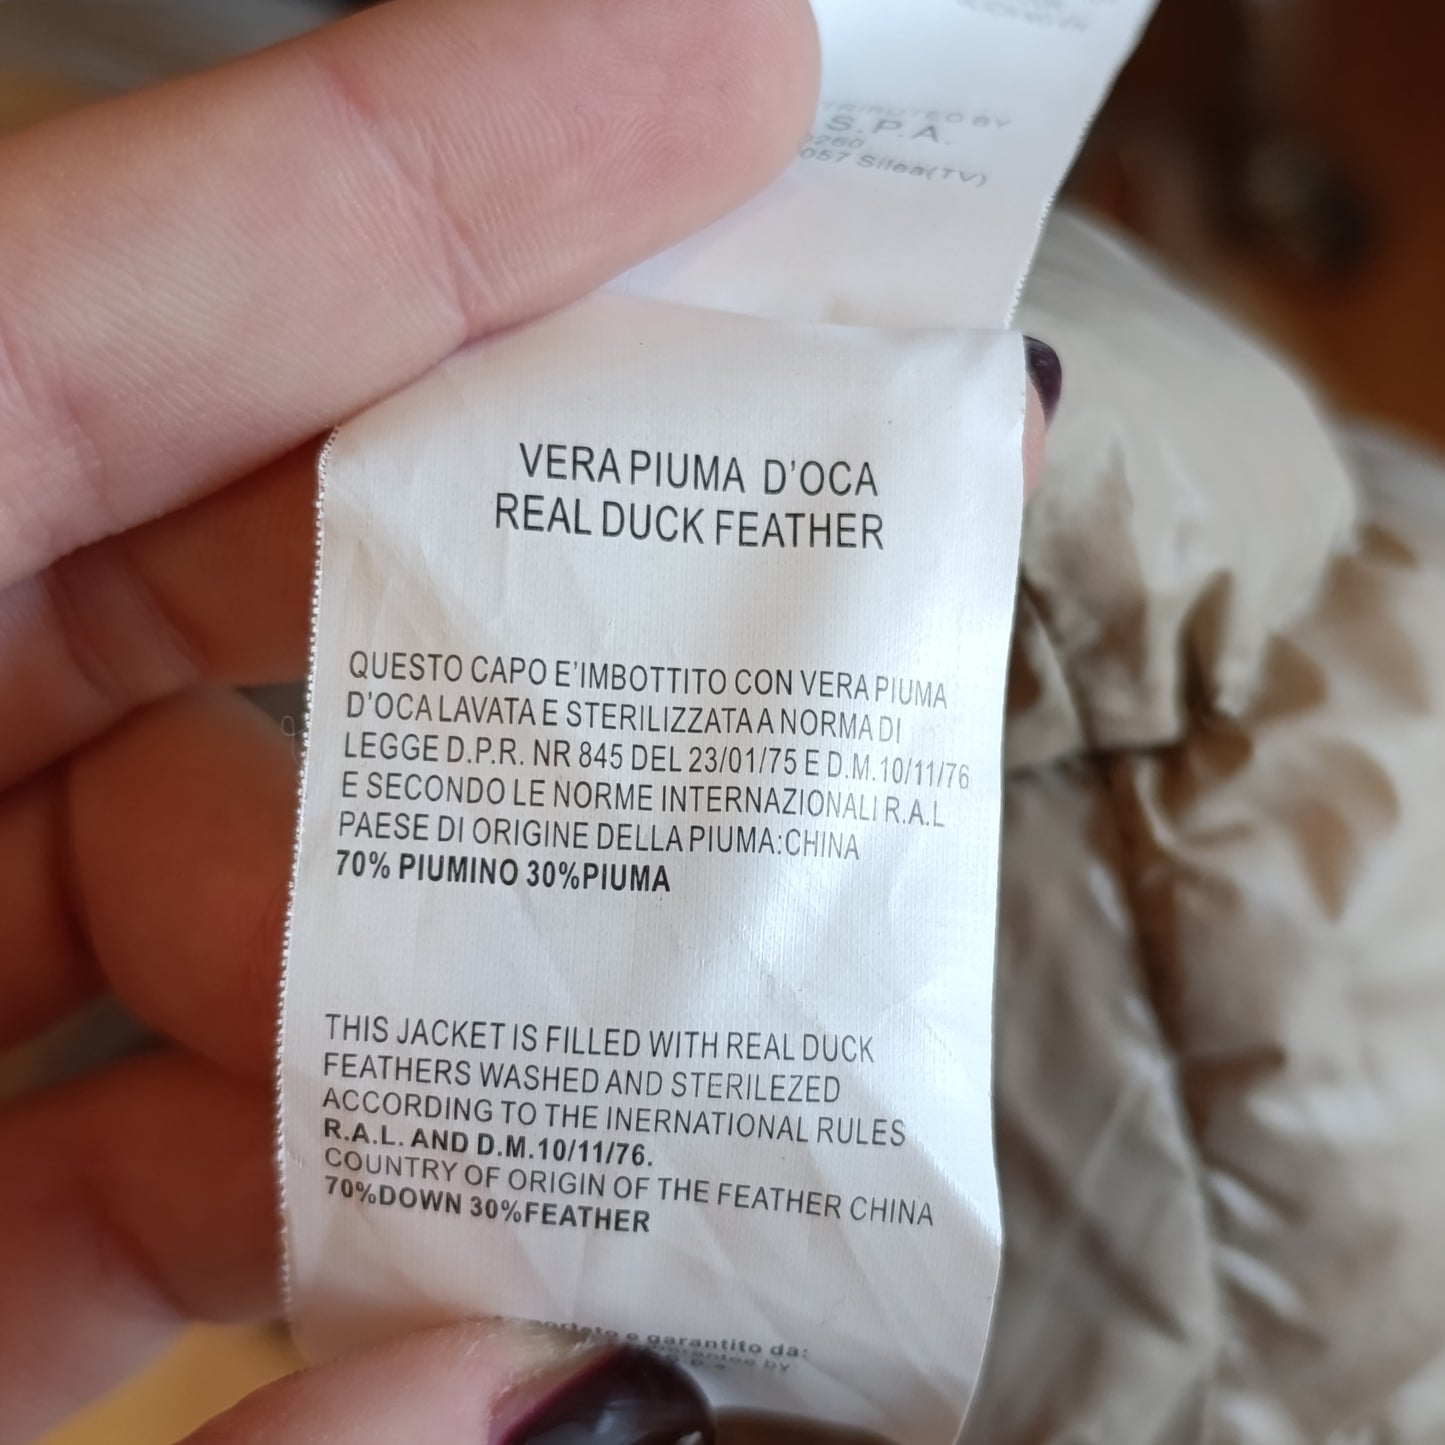 S.P.A.
057 Silea(TV)
VERA PIUMA D'OCA
REAL DUCK FEATHER
QUESTO CAPO E'IMBOTTITO CON VERA PIUMA
D'OCA LAVATA E STERILIZZATA A NORMA DI
LEGGE D.P.R. NR 845 DEL 23/01/75 E D.M.10/11/76
E SECONDO LE NORME INTERNAZIONALI R.A.L
PAESE DI ORIGINE DELLA PIUMA:CHINA
70% PIUMINO 30%PIUMA
THIS JACKET IS FILLED WITH REAL DUCK
FEATHERS WASHED AND STERILEZED
ACCORDING TO THE INERNATIONAL RULES
R.A.L. AND D.M.10/11/76.
COUNTRY OF ORIGIN OF THE FEATHER CHINA
70%DOWN 30%FEATHER
e garantito da:
by